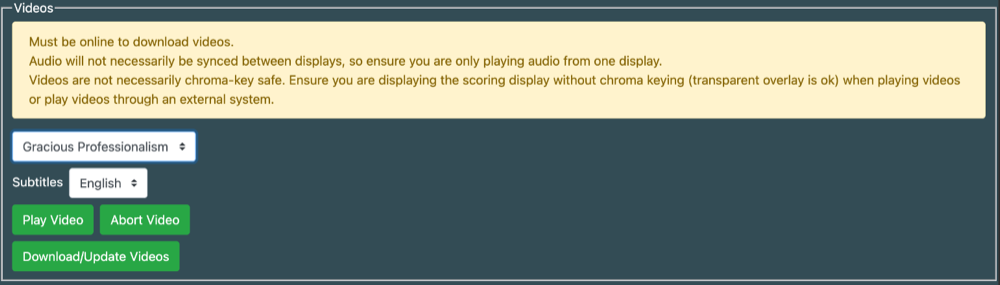 Videos
Must be online to download videos.
Audio will not necessarily be synced between displays, so ensure you are only playing audio from one display.
Videos are not necessarily chroma-key safe. Ensure you are displaying the scoring display without chroma keying (transparent overlay is ok) when playing videos
or play videos through an external system.
Gracious Professionalism
Subtitles English
Play Video Abort Video
Download/Update Videos